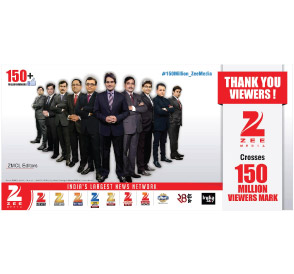 150+
#150Million_ZeeMedia
THANK YOU
VIEWERS !
Z
ZEE
MEDIA
Crosses
150
MILLION
VIEWERS MARK
ZMCL Editors
INDIA'S LARGEST NEWS NETWORK